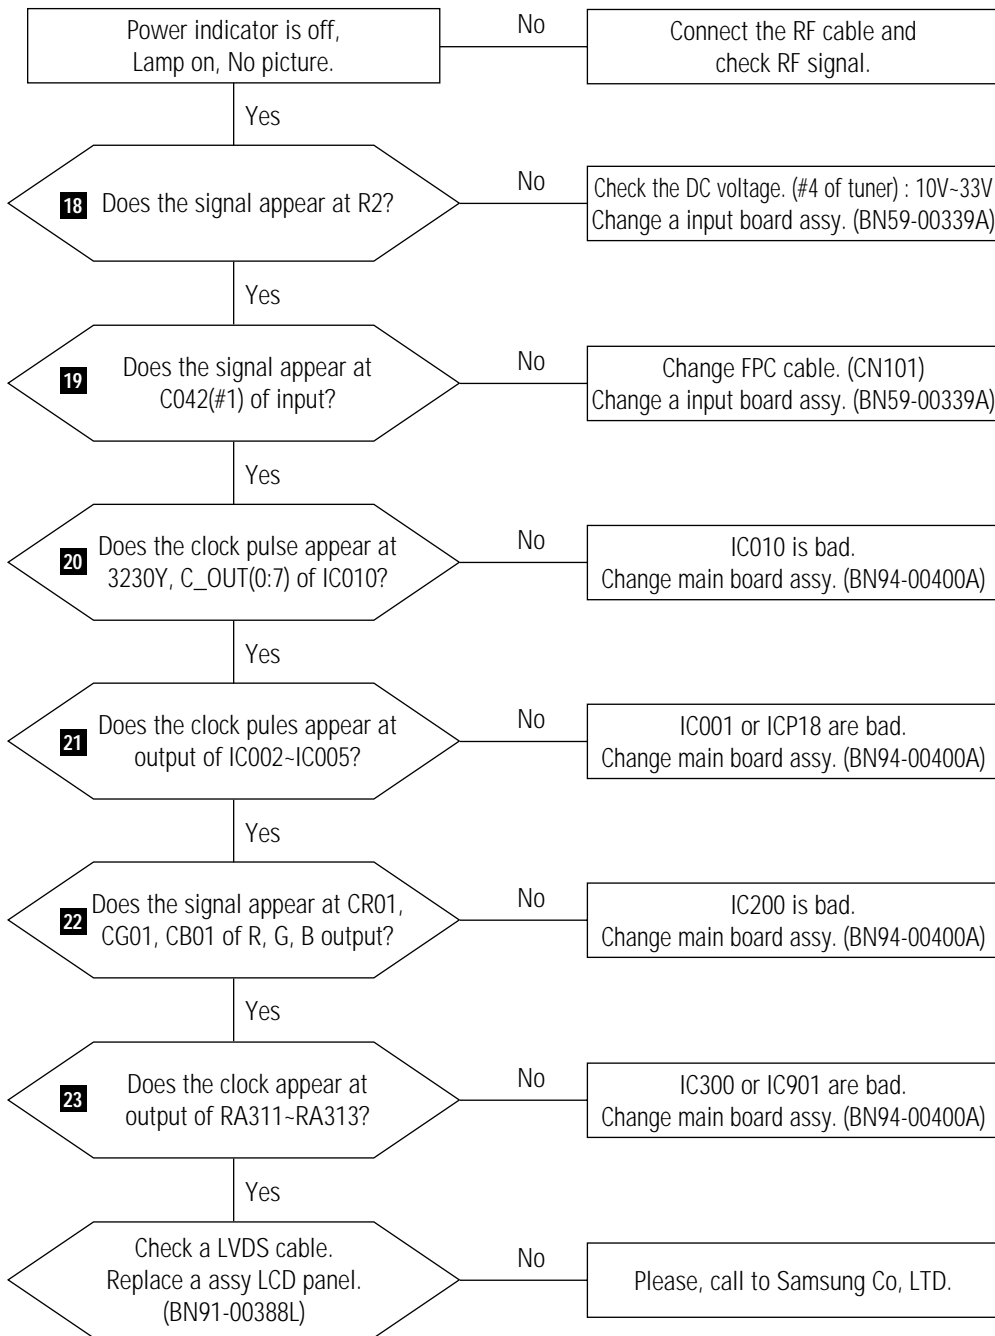 Power indicator is off,
Lamp on, No picture.
No
Connect the RF cable and
check RF signal.
Yes
18 Does the signal appear at R2?
No
Check the DC voltage. (#4 of tuner) : 10V~33V
Change a input board assy. (BN59-00339A)
Yes
19 Does the signal appear at
C042(#1) of input?
No
Change FPC cable. (CN101)
Change a input board assy. (BN59-00339A)
Yes
20 Does the clock pulse appear at
3230Y, C_OUT(0:7) of IC010?
No
IC010 is bad.
Change main board assy. (BN94-00400A)
Yes
21 Does the clock pules appear at
output of IC002~IC005?
No
IC001 or ICP18 are bad.
Change main board assy. (BN94-00400A)
Yes
22 Does the signal appear at CR01,
CG01, CB01 of R, G, B output?
No
IC200 is bad.
Change main board assy. (BN94-00400A)
Yes
23 Does the clock appear at
output of RA311~RA313?
No
IC300 or IC901 are bad.
Change main board assy. (BN94-00400A)
Yes
Check a LVDS cable.
Replace a assy LCD panel.
(BN91-00388L)
No
Please, call to Samsung Co, LTD.